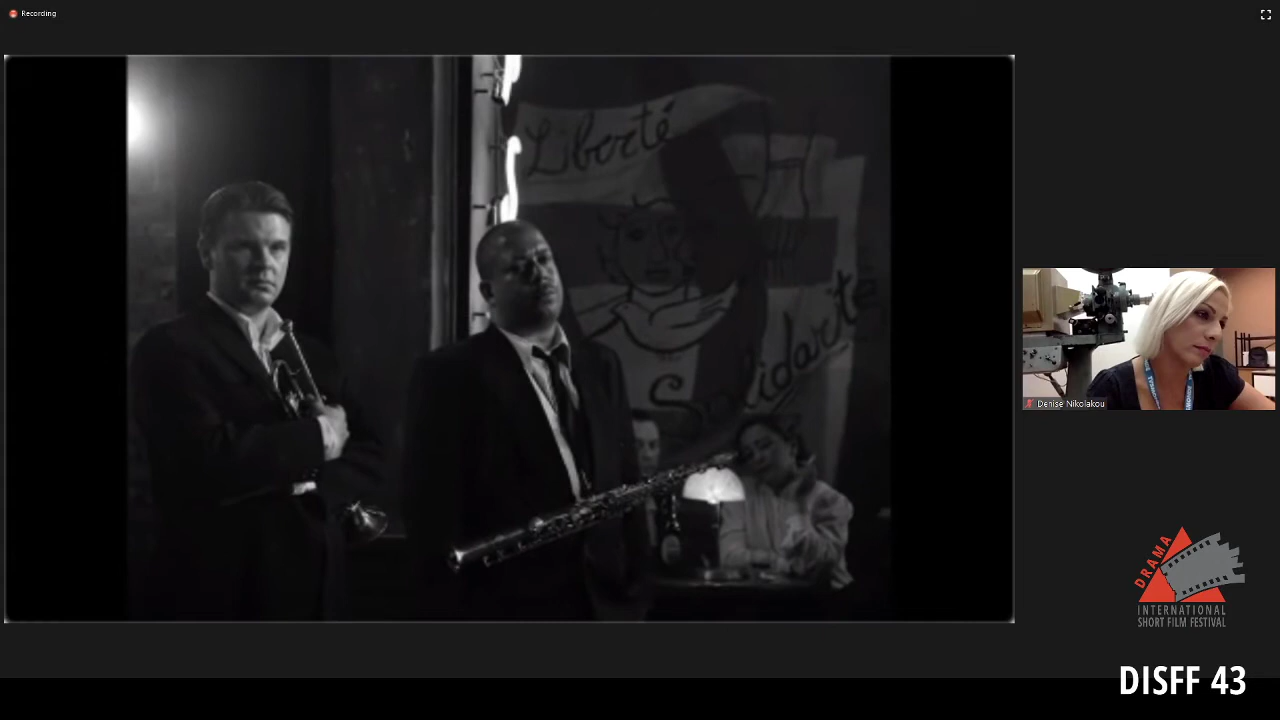 Recording
Liberté
Solidarité
Denise Nikolakou
DRAMA
INTERNATIONAL
SHORT FILM FESTIVAL
DISFF 43